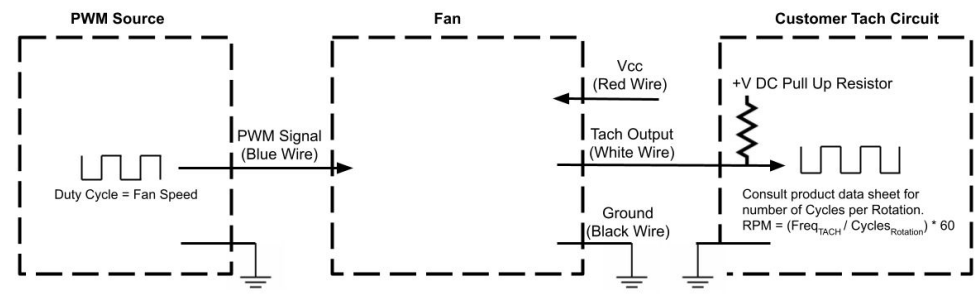 PWM Source
Fan
Customer Tach Circuit
Vcc
(Red Wire)
+V DC Pull Up Resistor
PWM Signal
(Blue Wire)
Tach Output
(White Wire)
Duty Cycle = Fan Speed
Consult product data sheet for
number of Cycles per Rotation.
RPM = (FreqTACH / CyclesRotation) * 60
Ground
(Black Wire)